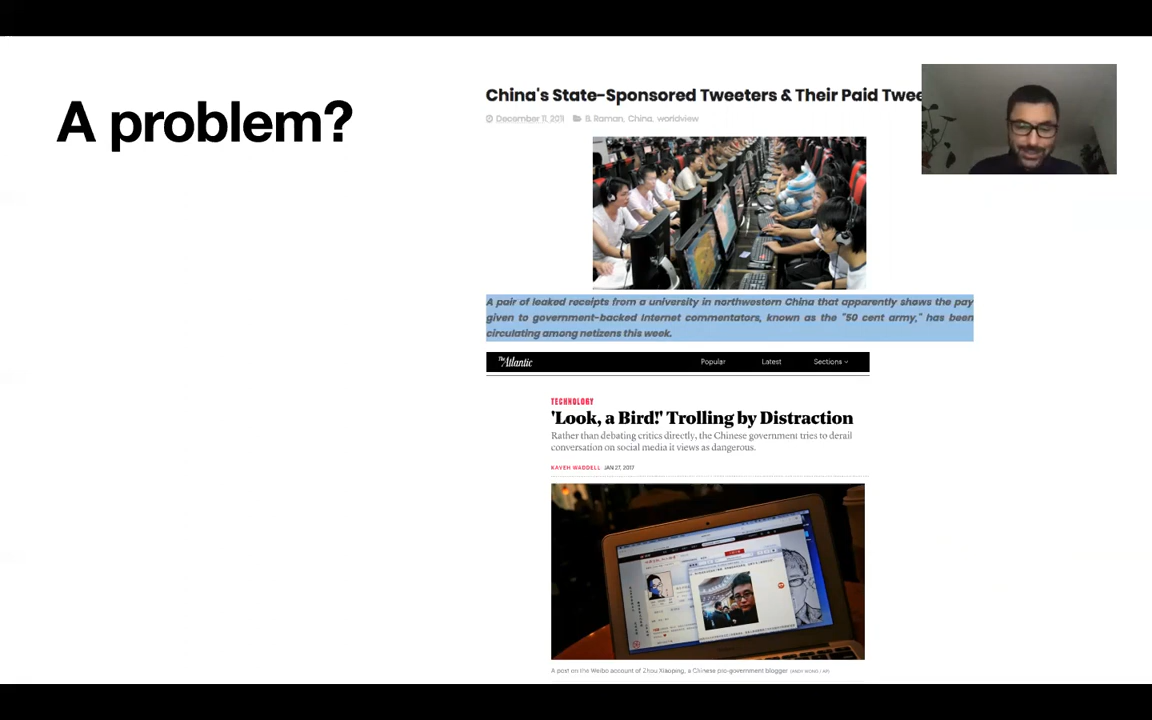 A problem?
China's State-Sponsored Tweeters & Their Paid
December 11, 2011 B. Raman, China, worldview
A pair of leaked receipts from a university in northwestern China that apparently shows the pay
given to government-backed Internet commentators, known as the "50 cent army," has been
circulating among netizens this week.
The Atlantic
Popular Latest Sections
TECHNOLOGY
'Look, a Bird!' Trolling by Distraction
Rather than debating critics directly, the Chinese government tries to derail
conversation on social media it views as dangerous.
KAVEH WADDELL JAN 27, 2017
A post on the Weibo account of Zhou Xiaoping, a Chinese pro-government blogger (ANDY WONG / AP)